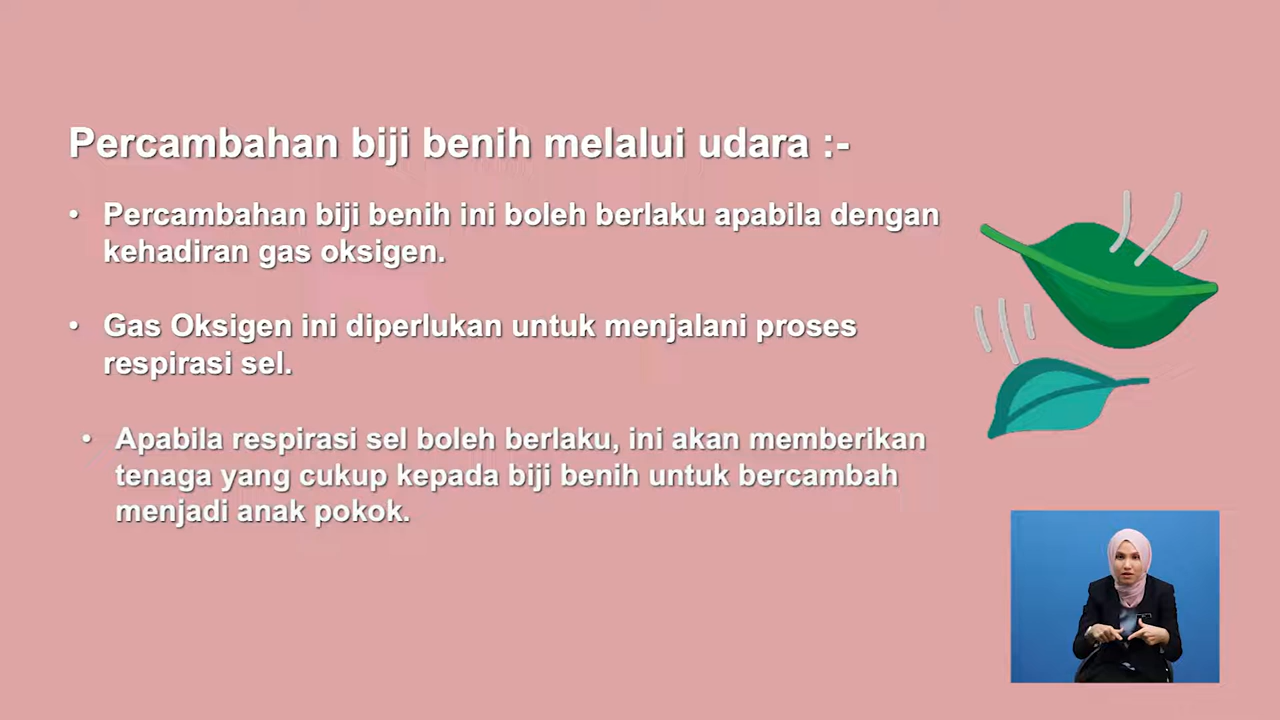 Percambahan biji benih melalui udara :-
• Percambahan biji benih ini boleh berlaku apabila dengan
kehadiran gas oksigen.
• Gas Oksigen ini diperlukan untuk menjalani proses
respirasi sel.
• Apabila respirasi sel boleh berlaku, ini akan memberikan
tenaga yang cukup kepada biji benih untuk bercambah
menjadi anak pokok.